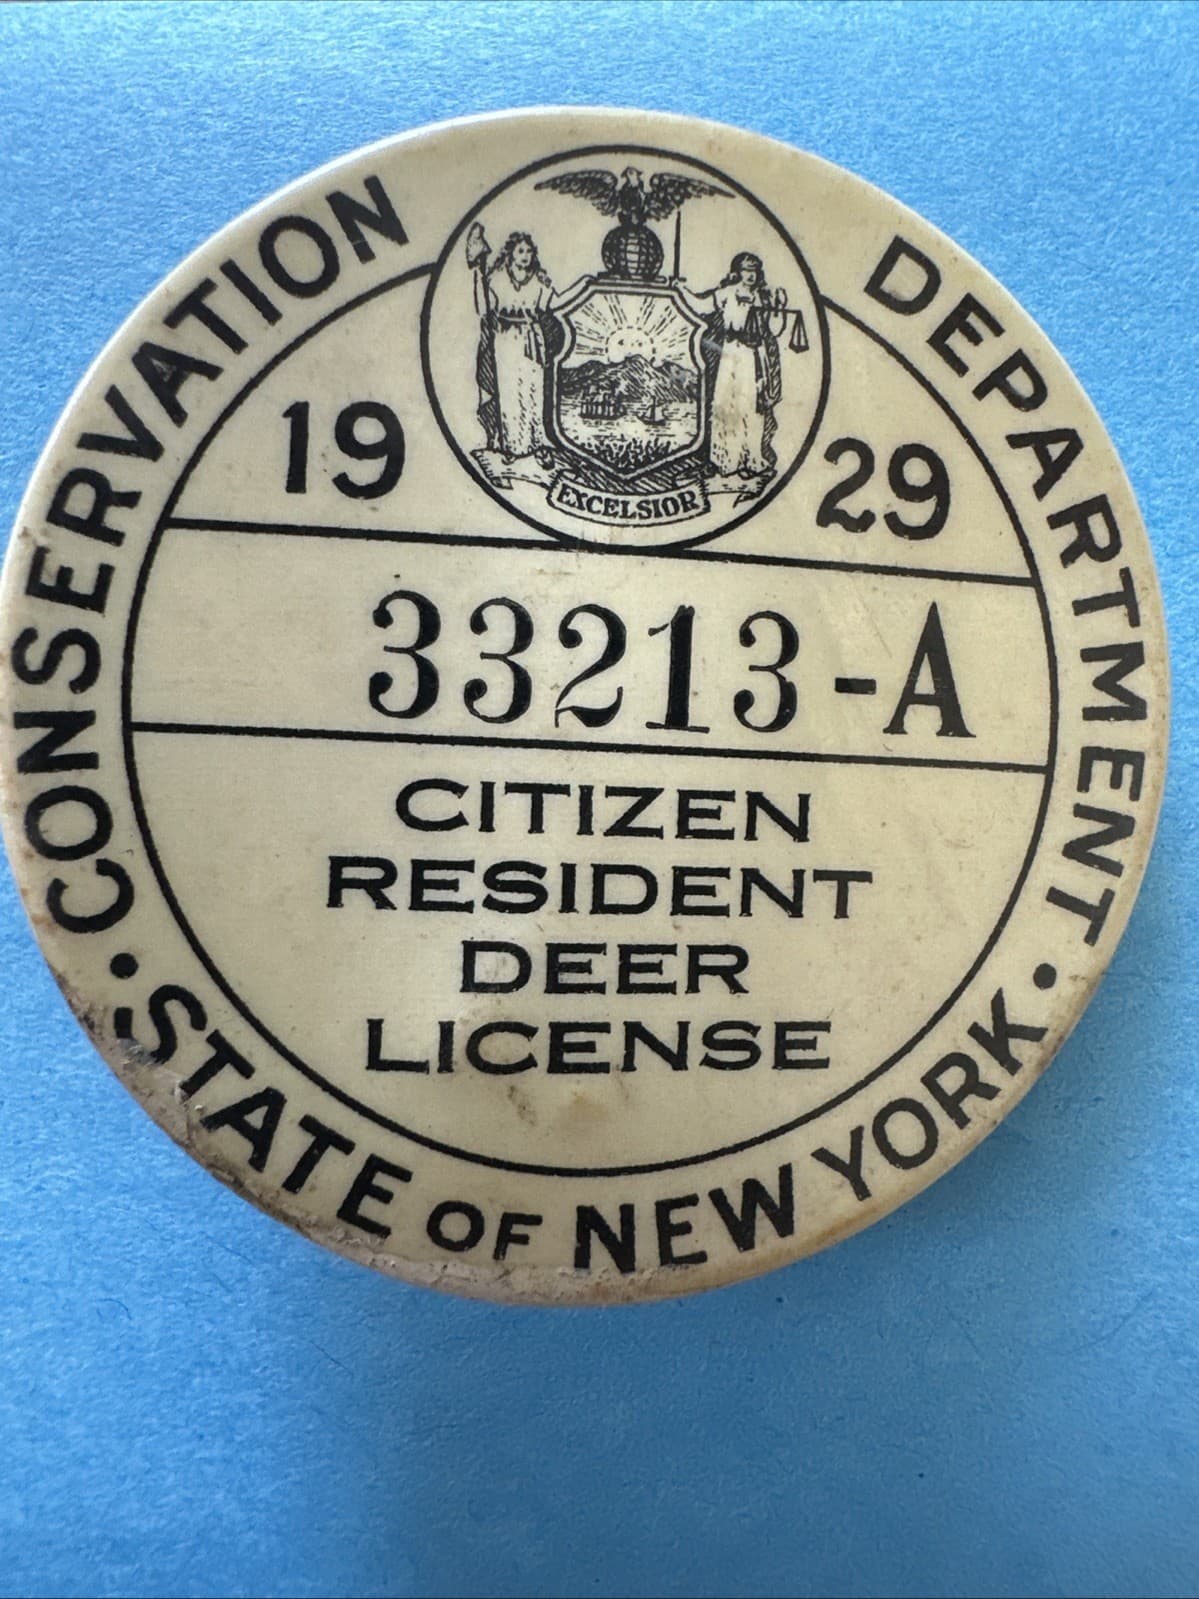 CONSERVATION DEPARTMENT
EXCELSIOR
19 29
33213-A
CITIZEN
RESIDENT
DEER
LICENSE
• STATE OF NEW YORK •